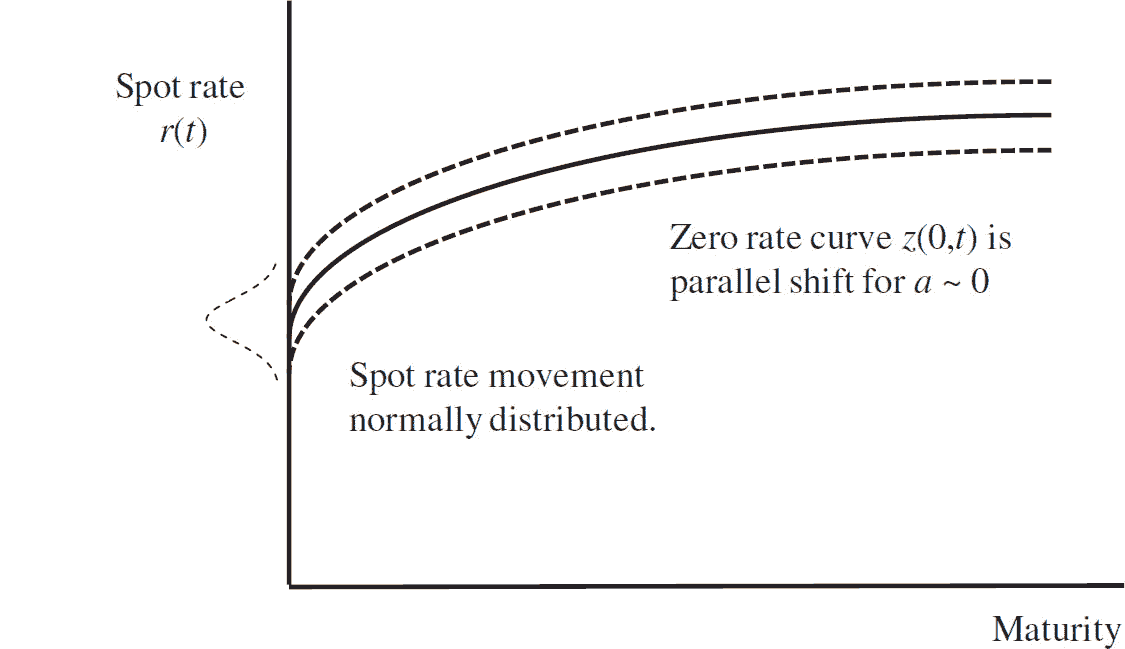 Spot rate
r(t)
Zero rate curve z(0,t) is
parallel shift for a ~ 0
Spot rate movement
normally distributed.
Maturity